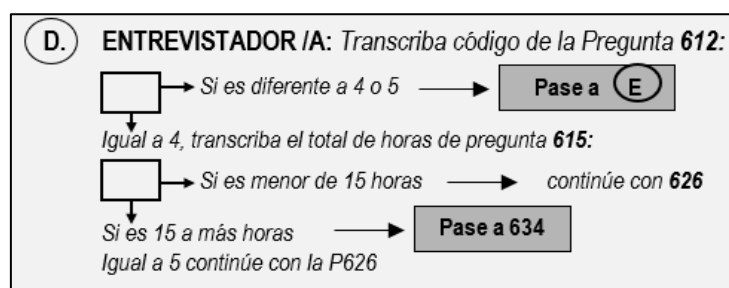 D. ENTREVISTADOR /A: Transcriba código de la Pregunta 612:
Si es diferente a 4 o 5 Pase a E
Igual a 4, transcriba el total de horas de pregunta 615:
Si es menor de 15 horas continúe con 626
Si es 15 a más horas Pase a 634
Igual a 5 continúe con la P626